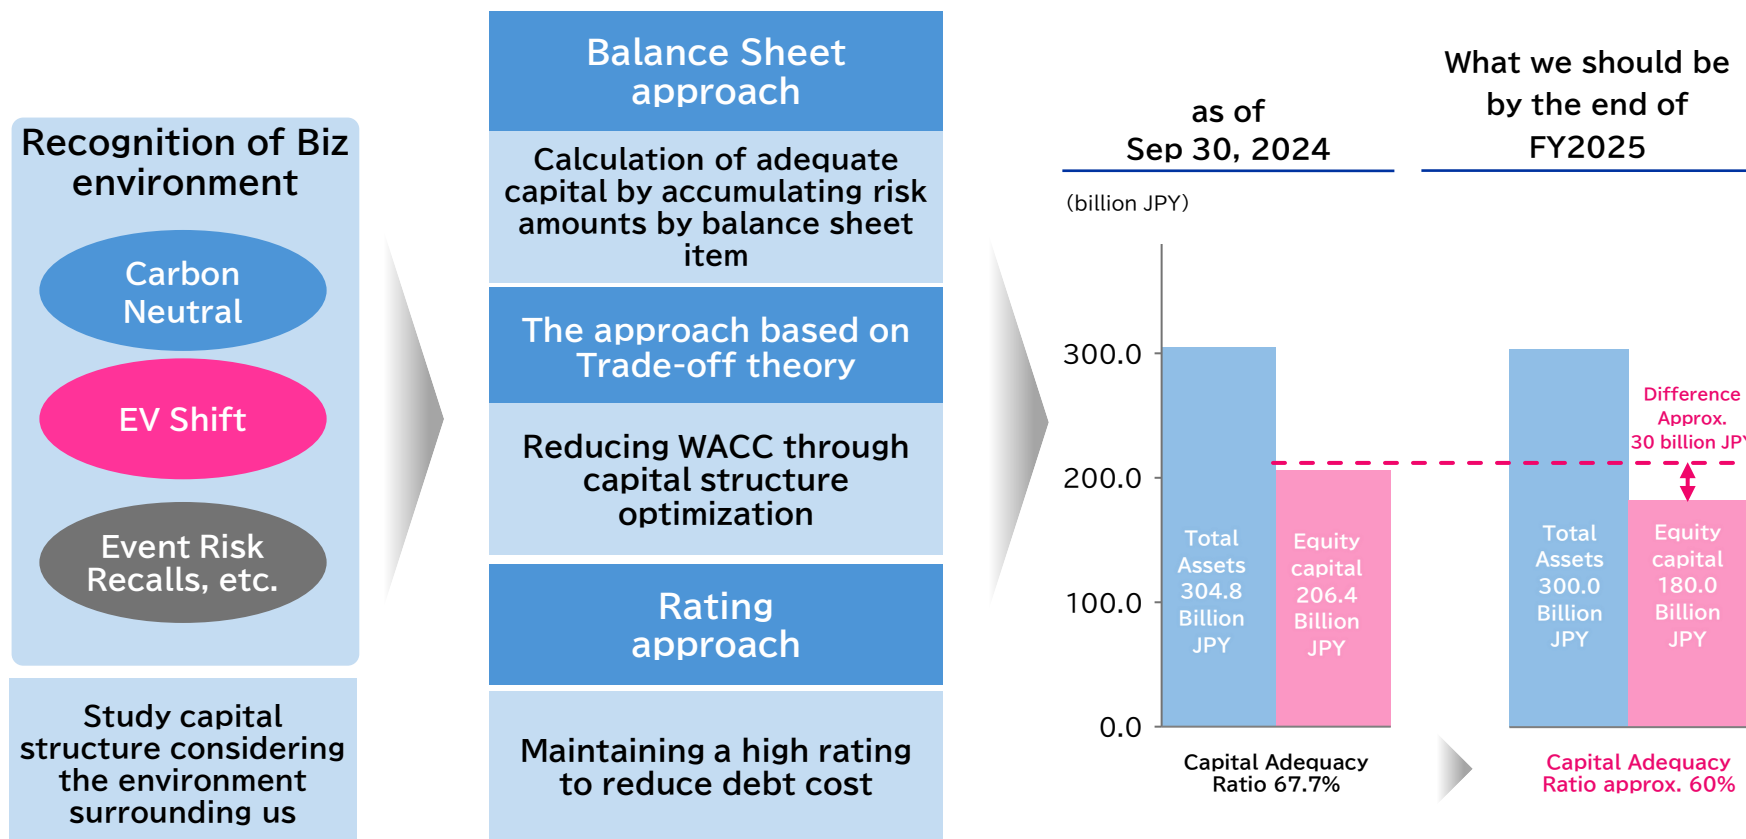 Recognition of Biz
environment
Carbon
Neutral
EV Shift
Event Risk
Recalls, etc.
Study capital
structure considering
the environment
surrounding us
Balance Sheet
approach
Calculation of adequate
capital by accumulating risk
amounts by balance sheet
item
The approach based on
Trade-off theory
Reducing WACC through
capital structure
optimization
Rating
approach
Maintaining a high rating
to reduce debt cost
as of
Sep 30, 2024
What we should be
by the end of
FY2025
(billion JPY)
300.0
200.0
100.0
0.0
Total
Assets
304.8
Billion
JPY
Equity
capital
206.4
Billion
JPY
Difference
Approx.
30 billion JPY
Total
Assets
300.0
Billion
JPY
Equity
capital
180.0
Billion
JPY
Capital Adequacy
Ratio 67.7%
Capital Adequacy
Ratio approx. 60%